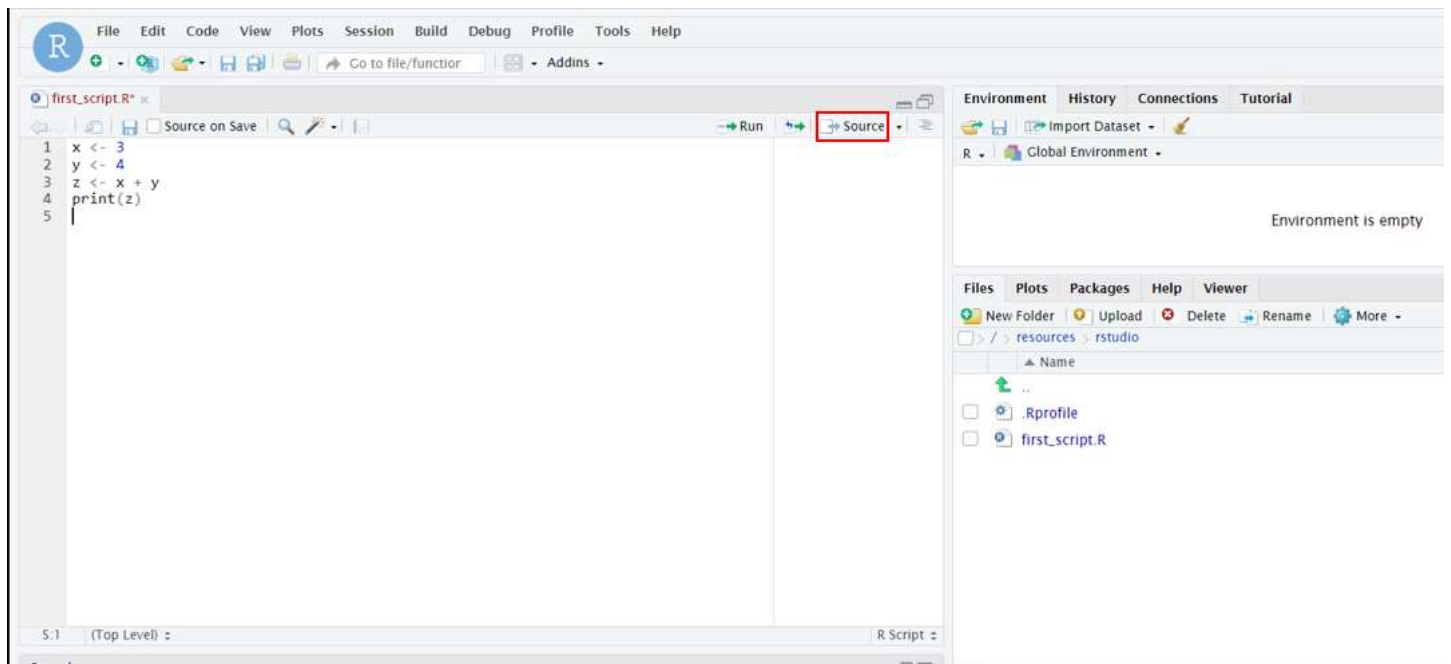 R
File Edit Code View Plots Session Build Debug Profile Tools Help
Go to file/function Addins
first_script.R*
Source on Save Run Source
1 x <- 3
2 y <- 4
3 z <- x + y
4 print(z)
5
5:1 (Top Level) R Script
Environment History Connections Tutorial
Import Dataset
R Global Environment
Environment is empty
Files Plots Packages Help Viewer
New Folder Upload Delete Rename More
/ resources rstudio
Name
..
.Rprofile
first_script.R